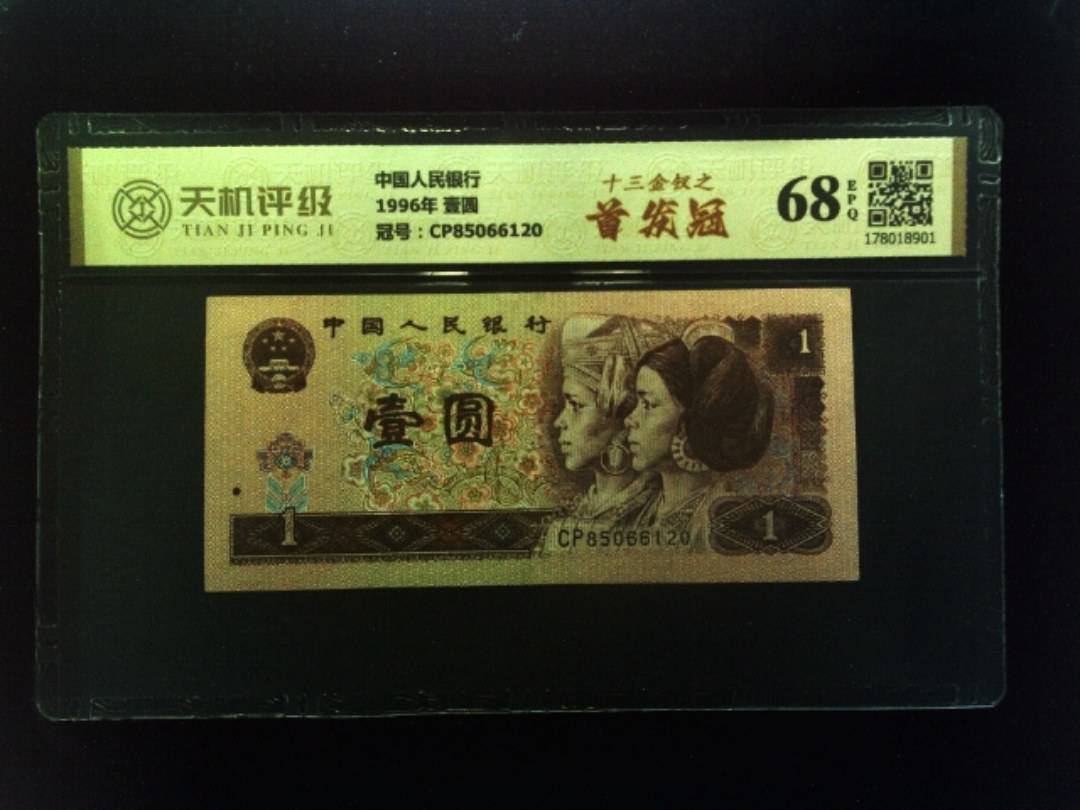 天机评级
TIAN JI PING JI
中国人民银行
1996年 壹圆
冠号：CP85066120
十三金钗之
首发冠
68
EPQ
178018901
中国人民银行
壹圆
1
1
CP85066120
1